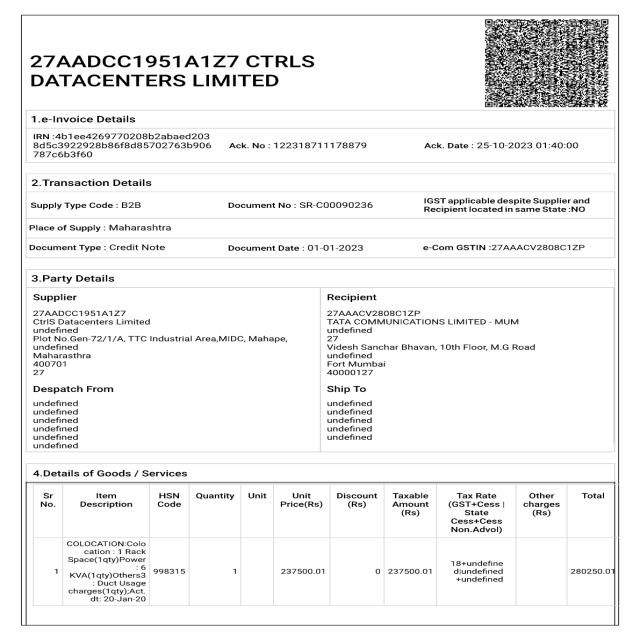 27AADCC1951A1Z7 CTRLS
DATACENTERS LIMITED
1.e-Invoice Details
IRN :4b1ee4269770208b2abaed203
8d5c3922928b86f8d85702763b906
787c6b3f60
Ack. No : 122318711178879
Ack. Date : 25-10-2023 01:40:00
2.Transaction Details
Supply Type Code : B2B
Document No : SR-C00090236
IGST applicable despite Supplier and
Recipient located in same State :NO
Place of Supply : Maharashtra
Document Type : Credit Note
Document Date : 01-01-2023
e-Com GSTIN :27AAACV2808C1ZP
3.Party Details
Supplier
27AADCC1951A1Z7
CtrlS Datacenters Limited
undefined
Plot No.Gen-72/1/A, TTC Industrial Area,MIDC, Mahape,
undefined
Maharasthra
400701
27
Recipient
27AAACV2808C1ZP
TATA COMMUNICATIONS LIMITED - MUM
undefined
27
Videsh Sanchar Bhavan, 10th Floor, M.G Road
undefined
Fort Mumbai
40000127
Despatch From
undefined
undefined
undefined
undefined
undefined
undefined
Ship To
undefined
undefined
undefined
undefined
undefined
4.Details of Goods / Services
Sr
No.
Item
Description
HSN
Code
Quantity
Unit
Unit
Price(Rs)
Discount
(Rs)
Taxable
Amount
(Rs)
Tax Rate
(GST+Cess |
State
Cess+Cess
Non.Advol)
Other
charges
(Rs)
Total
1
COLOCATION:Colo
cation : 1 Rack
Space(1qty)Power
: 6
KVA(1qty)Others3
: Duct Usage
charges(1qty);Act.
dt: 20-Jan-20
998315
1
237500.01
0
237500.01
18+undefine
d|undefined
+undefined
280250.01